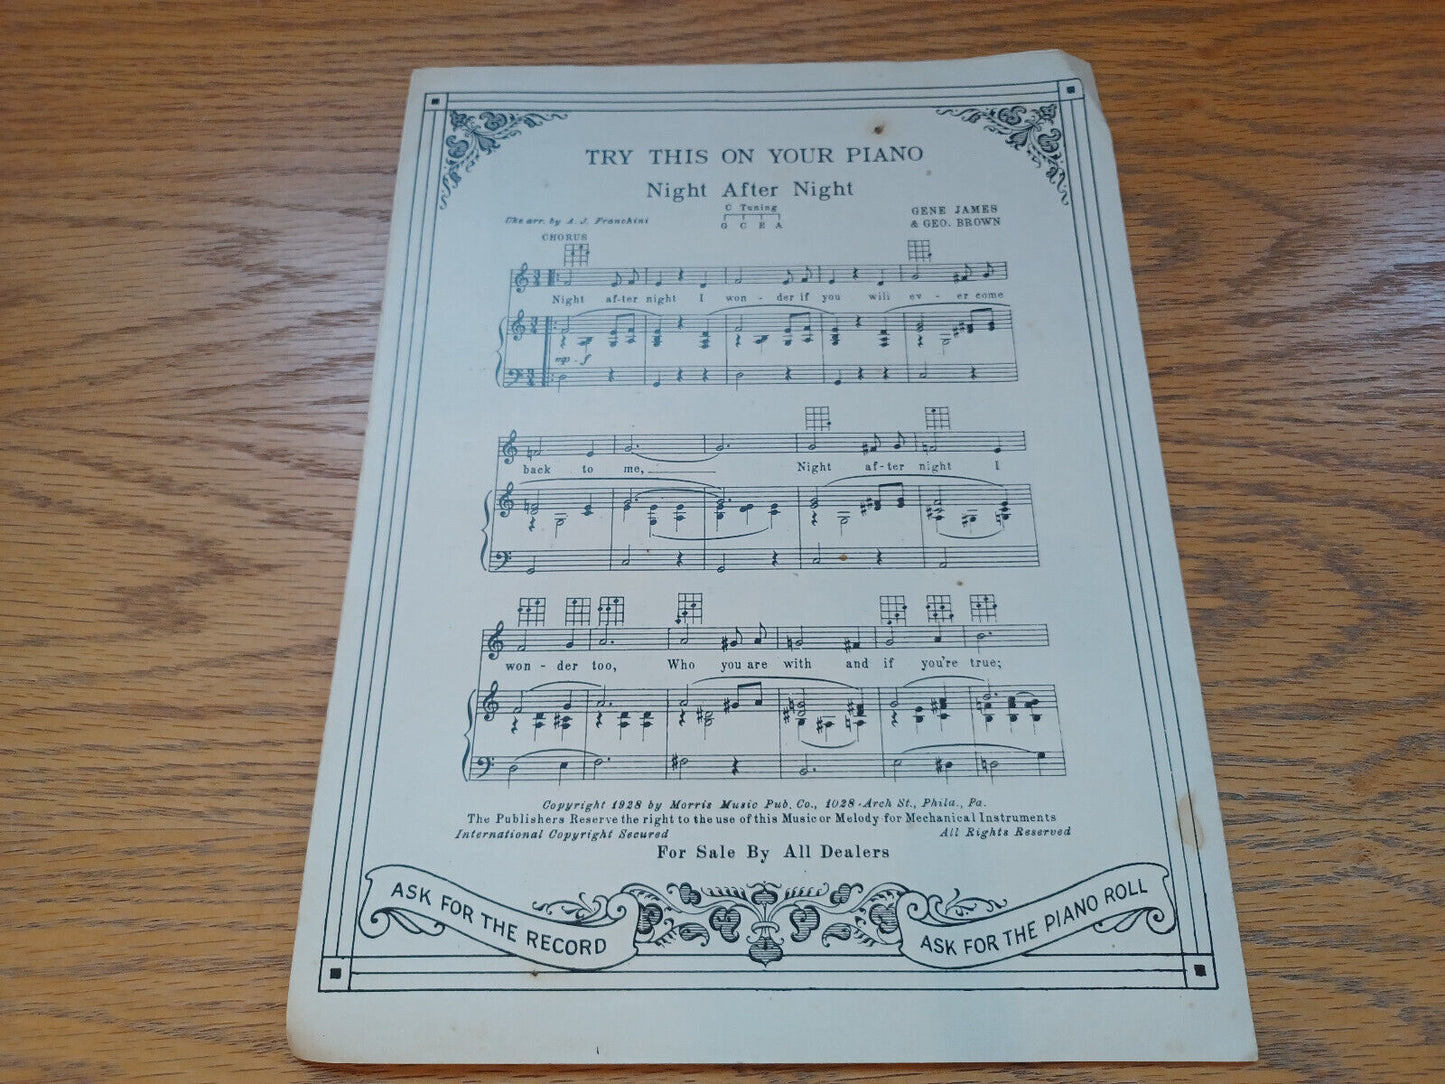 TRY THIS ON YOUR PIANO
Night After Night
C Tuning
G C E A
Uke arr. by A. J. Franchini
GENE JAMES
& GEO. BROWN
CHORUS
Night af-ter night I won - der if you will ev - er come
mp - f
back to me, Night af-ter night I
won - der too, Who you are with and if you're true;
Copyright 1928 by Morris Music Pub. Co., 1028 - Arch St., Phila., Pa.
The Publishers Reserve the right to the use of this Music or Melody for Mechanical Instruments
International Copyright Secured All Rights Reserved
For Sale By All Dealers
ASK FOR THE RECORD
ASK FOR THE PIANO ROLL